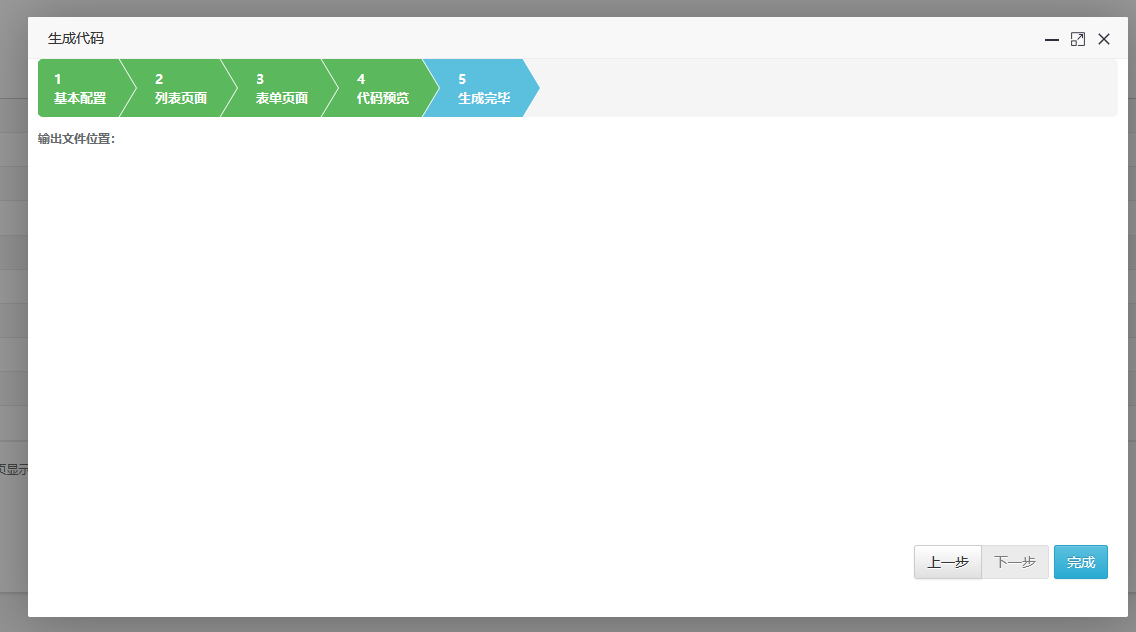 生成代码
1
基本配置
2
列表页面
3
表单页面
4
代码预览
5
生成完毕
输出文件位置:
页显示
上一步
下一步
完成